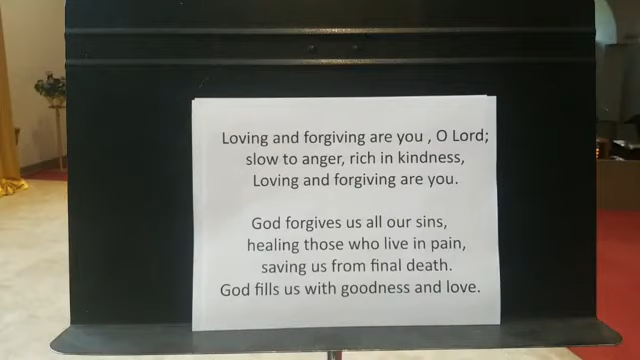 Loving and forgiving are you , O Lord;
slow to anger, rich in kindness,
Loving and forgiving are you.
God forgives us all our sins,
healing those who live in pain,
saving us from final death.
God fills us with goodness and love.